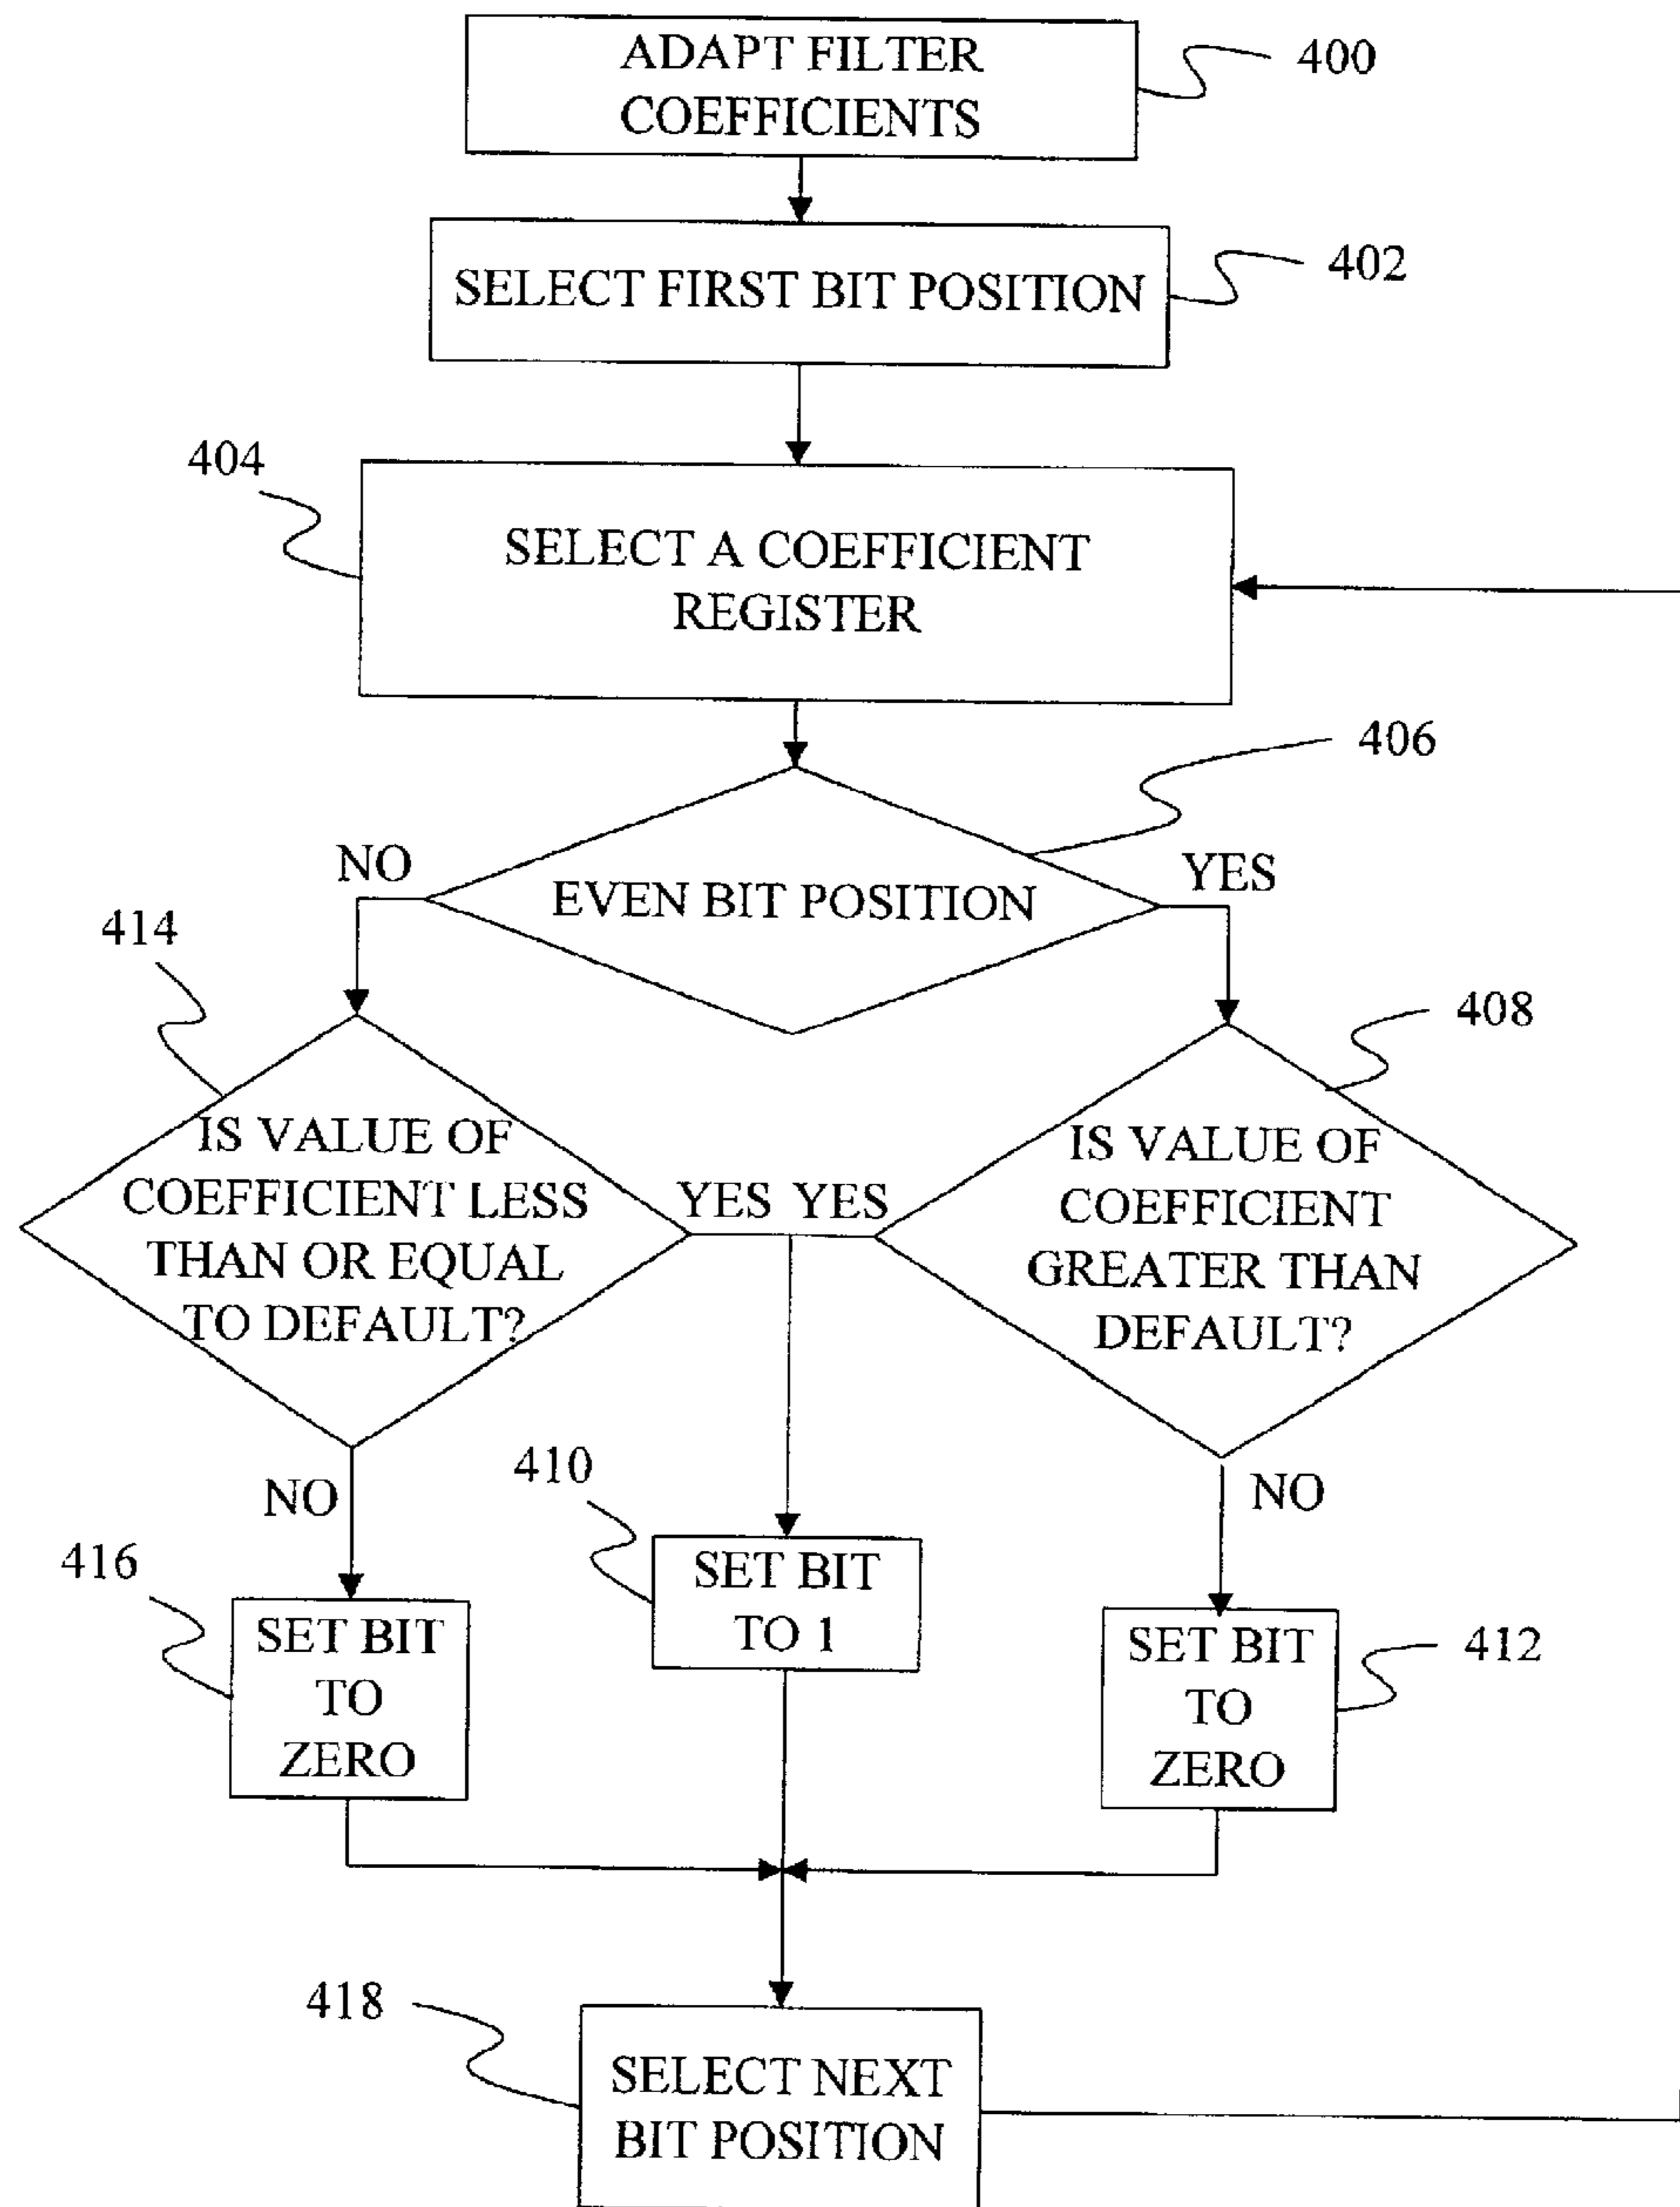 ADAPT FILTER
COEFFICIENTS
400
SELECT FIRST BIT POSITION
402
404
SELECT A COEFFICIENT
REGISTER
406
NO
EVEN BIT POSITION
YES
414
408
IS VALUE OF
COEFFICIENT LESS
THAN OR EQUAL
TO DEFAULT?
YES YES
IS VALUE OF
COEFFICIENT
GREATER THAN
DEFAULT?
NO
410
NO
416
SET BIT
TO
ZERO
SET BIT
TO 1
SET BIT
TO
ZERO
412
418
SELECT NEXT
BIT POSITION